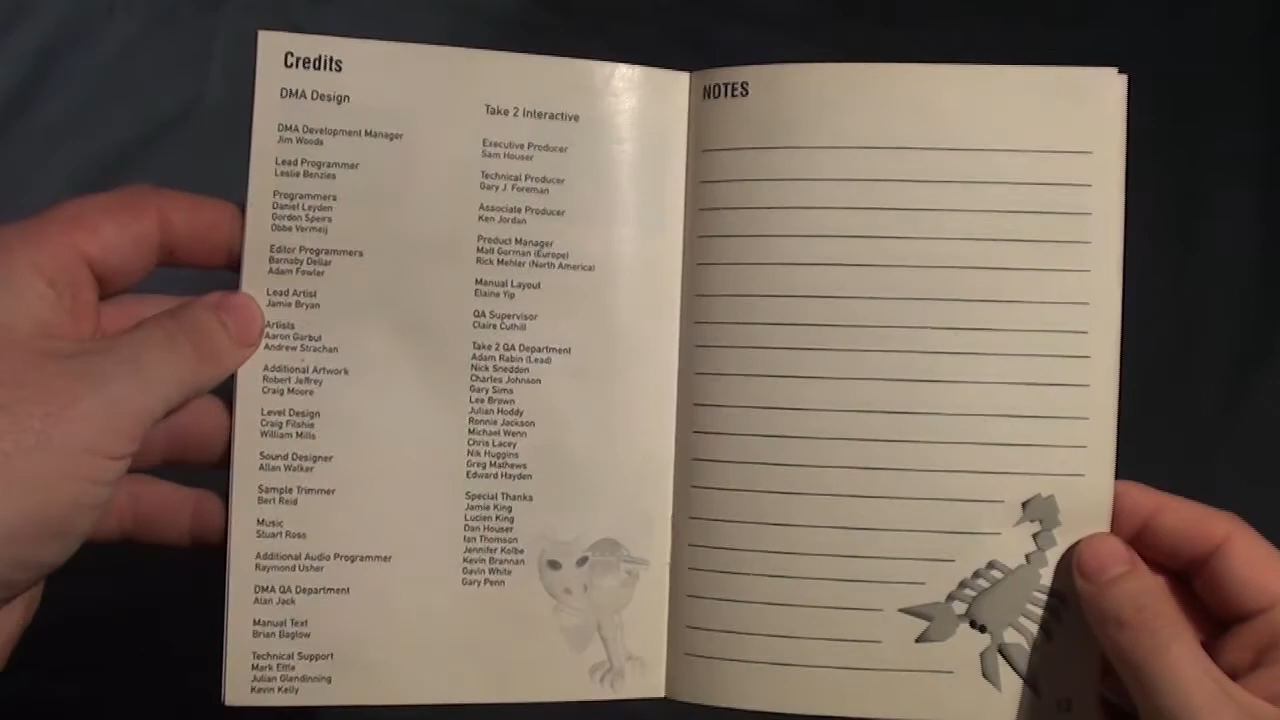 Credits
DMA Design
DMA Development Manager
Jim Woods
Lead Programmer
Leslie Benzies
Programmers
Daniel Leyden
Gordon Speirs
Obbe Vermeij
Editor Programmers
Barnaby Dellar
Adam Fowler
Lead Artist
Jamie Bryan
Artists
Aaron Garbut
Andrew Strachan
Additional Artwork
Robert Jeffrey
Craig Moore
Level Design
Craig Filshie
William Mills
Sound Designer
Allan Walker
Sample Trimmer
Bert Reid
Music
Stuart Ross
Additional Audio Programmer
Raymond Usher
DMA QA Department
Alan Jack
Manual Text
Brian Baglow
Technical Support
Mark Ettle
Julian Glendinning
Kevin Kelly
Take 2 Interactive
Executive Producer
Sam Houser
Technical Producer
Gary J. Foreman
Associate Producer
Ken Jordan
Product Manager
Matt Gorman (Europe)
Rick Mehler (North America)
Manual Layout
Elaine Yip
QA Supervisor
Claire Cuthill
Take 2 QA Department
Adam Rabin (Lead)
Nick Sneddon
Charles Johnson
Gary Sims
Lee Brown
Julian Hoddy
Ronnie Jackson
Michael Wenn
Chris Lacey
Nik Huggins
Greg Mathews
Edward Hayden
Special Thanks
Jamie King
Lucien King
Dan Houser
Ian Thomson
Jennifer Kolbe
Kevin Brannan
Gavin White
Gary Penn
NOTES